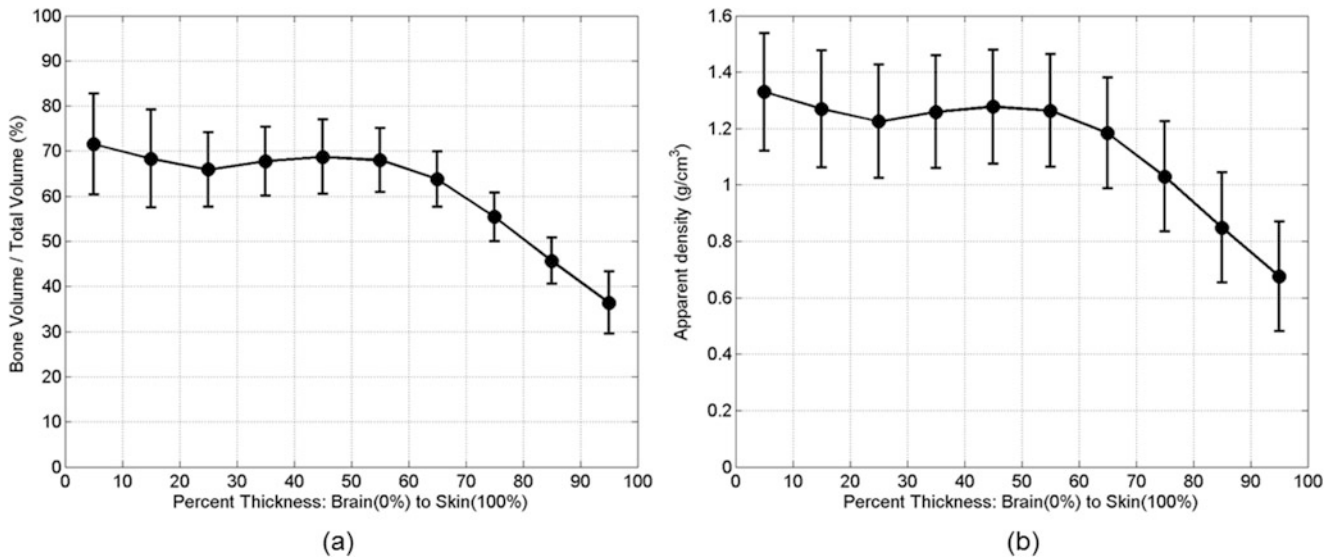 100
90
80
70
60
50
40
30
20
10
0
Bone Volume / Total Volume (%)
0 10 20 30 40 50 60 70 80 90 100
Percent Thickness: Brain(0%) to Skin(100%)
(a)
1.6
1.4
1.2
1
0.8
0.6
0.4
0.2
0
Apparent density (g/cm³)
0 10 20 30 40 50 60 70 80 90 100
Percent Thickness: Brain(0%) to Skin(100%)
(b)